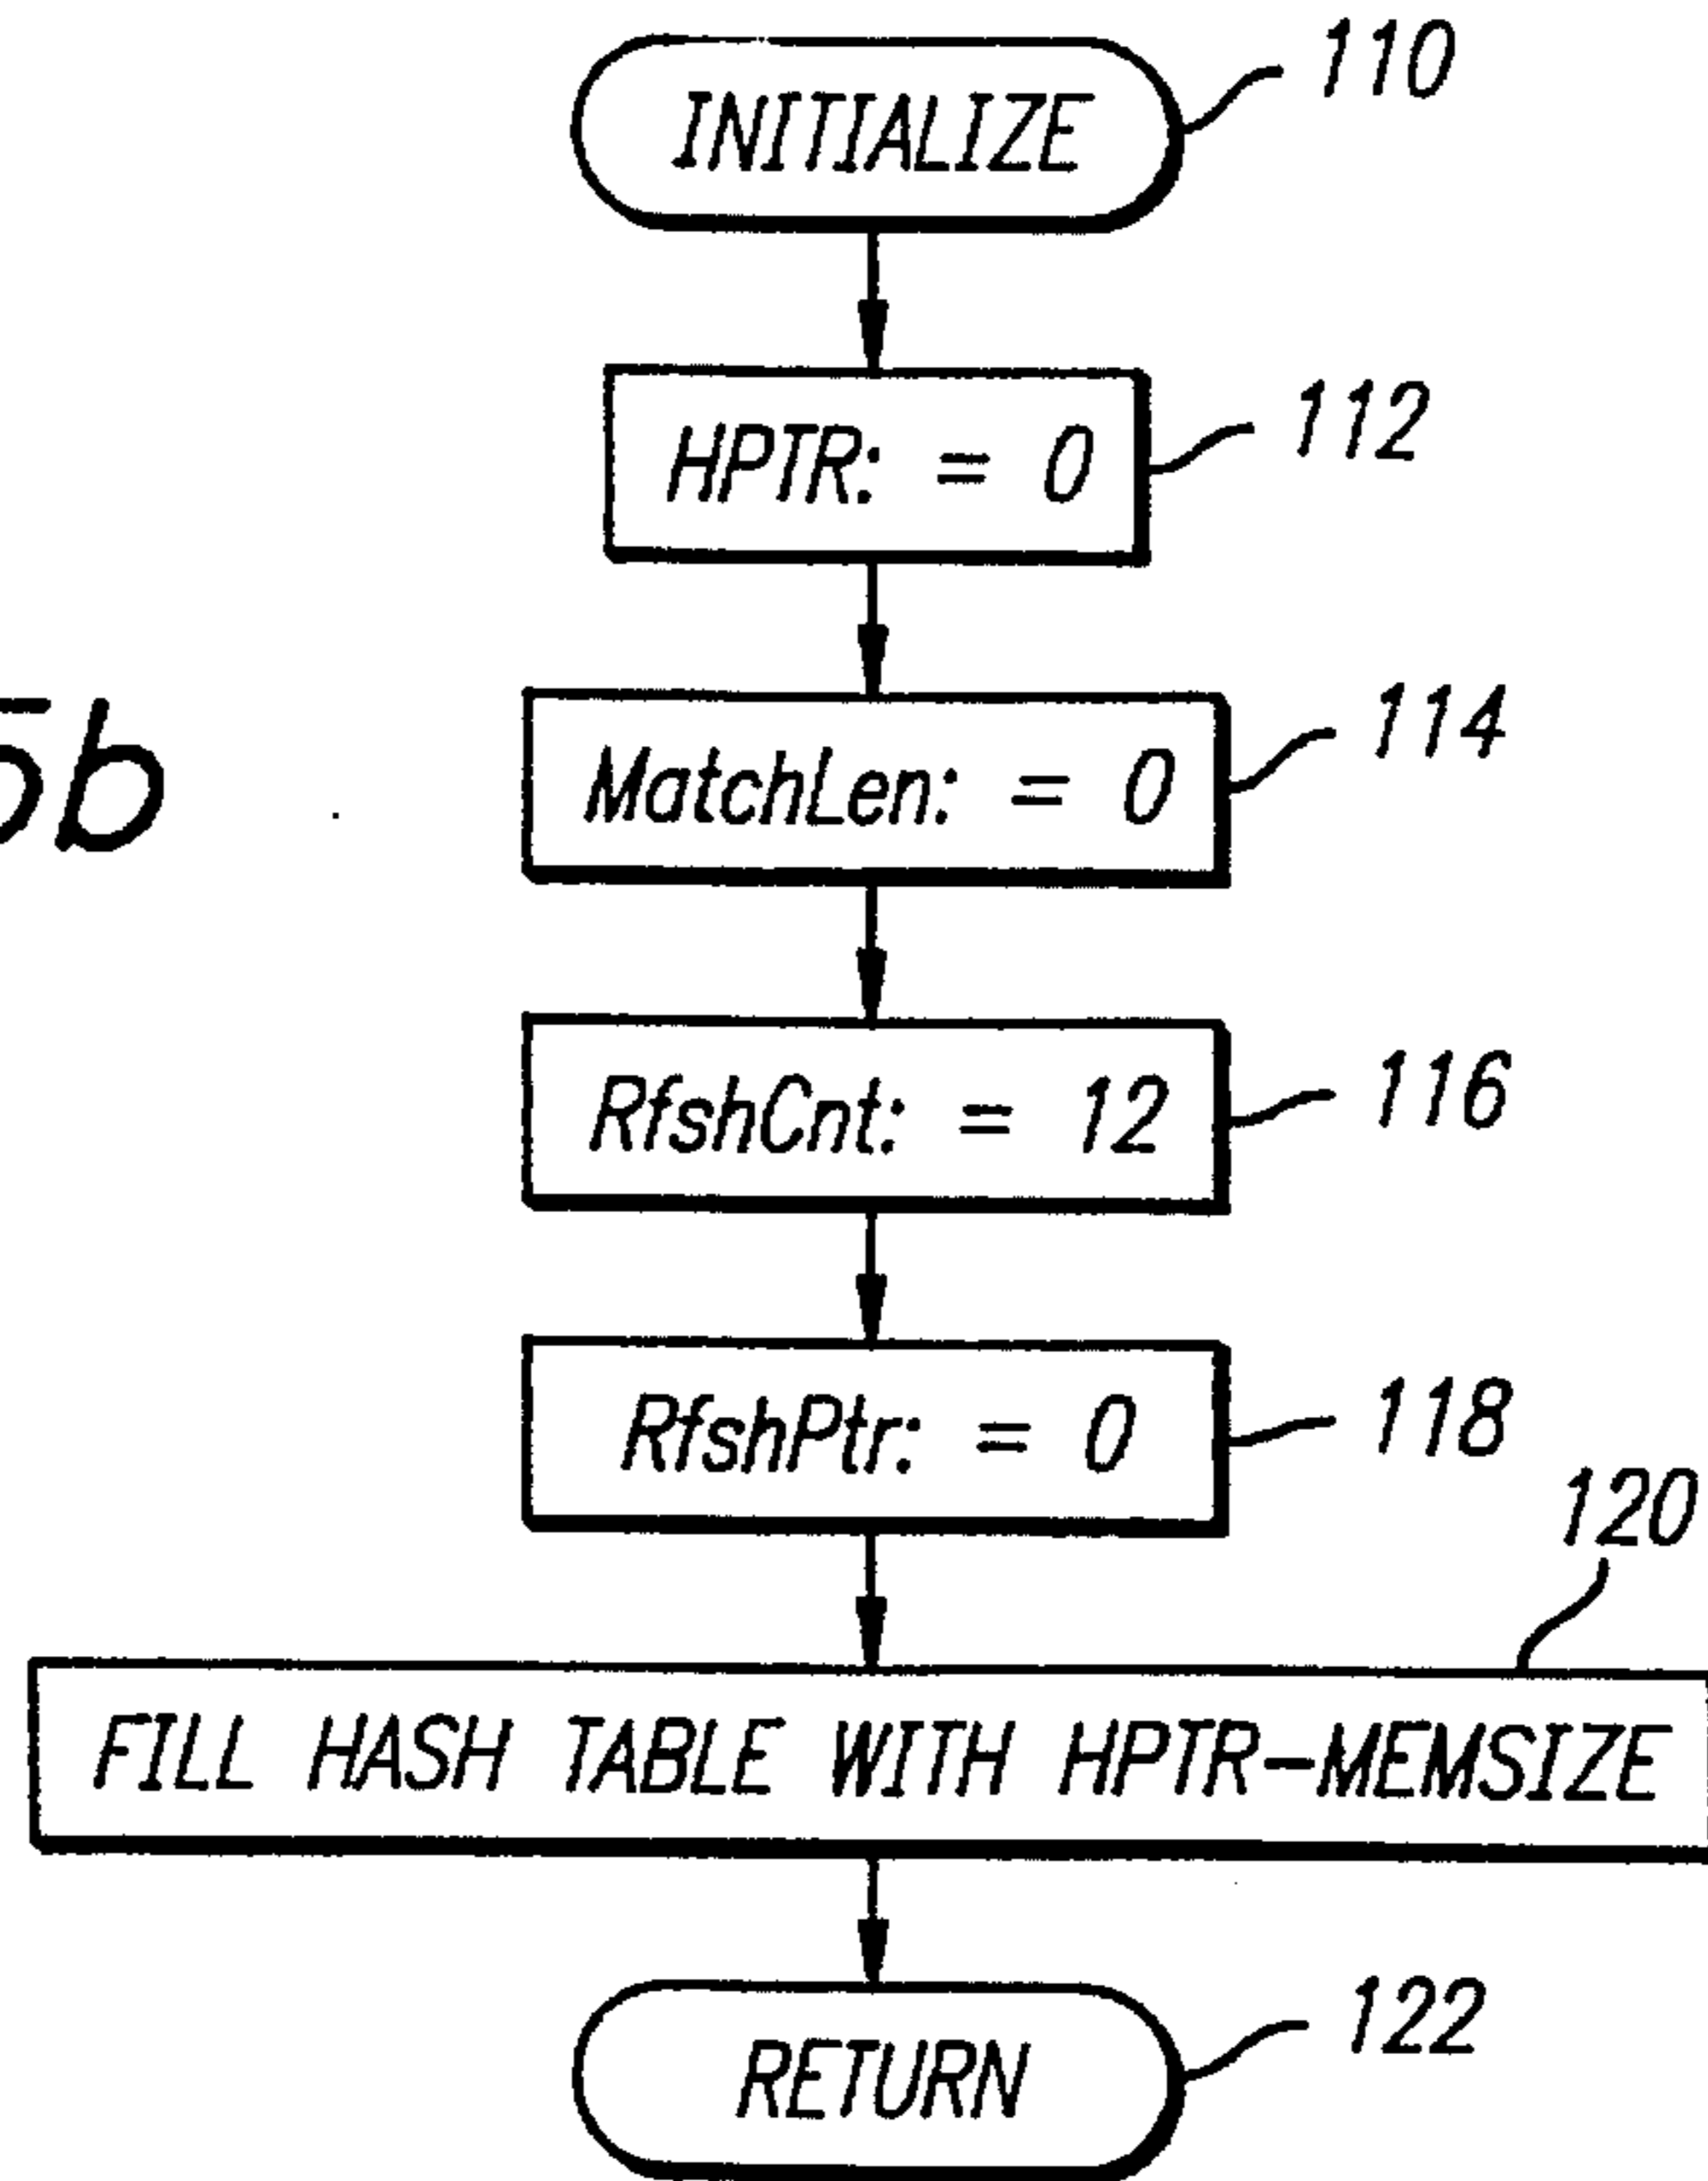 INITIALIZE
110
HPTR: = 0
112
MatchLen: = 0
114
5b
RfshCnt: = 12
116
RfshPtr: = 0
118
120
FILL HASH TABLE WITH HPTR-MEMSIZE
RETURN
122